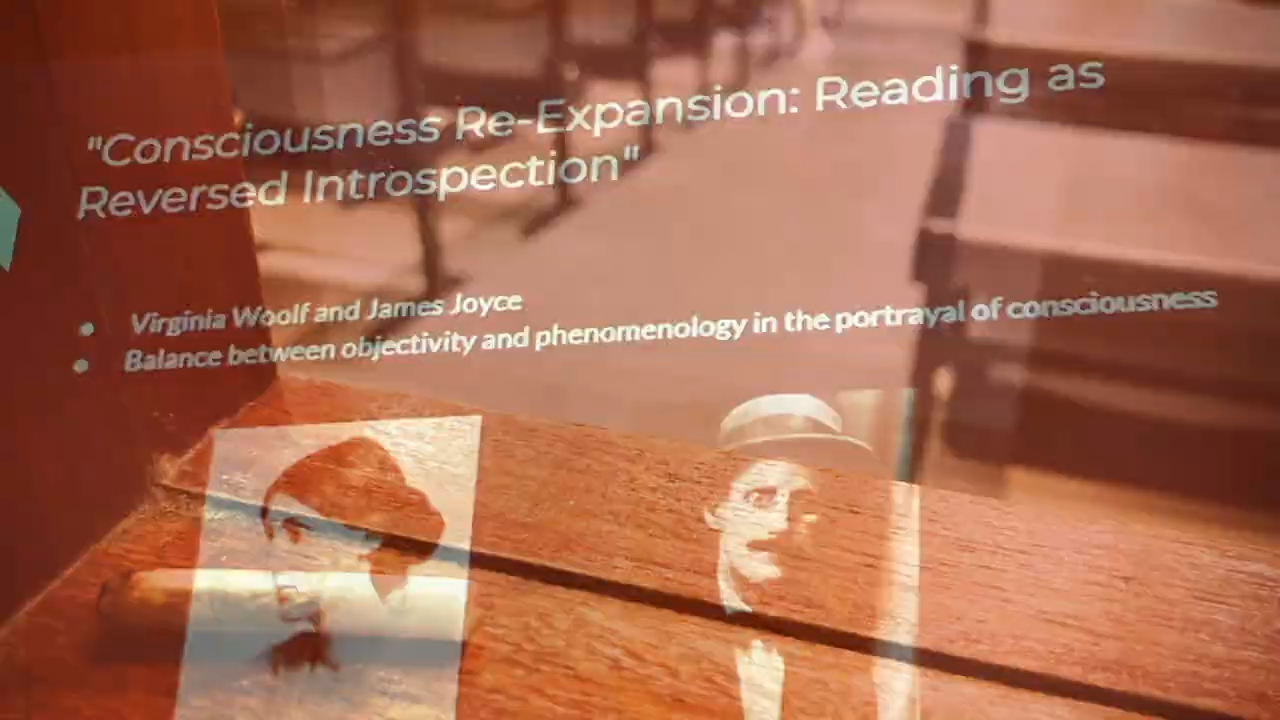 "Consciousness Re-Expansion: Reading as
Reversed Introspection"
Virginia Woolf and James Joyce
Balance between objectivity and phenomenology in the portrayal of consciousness